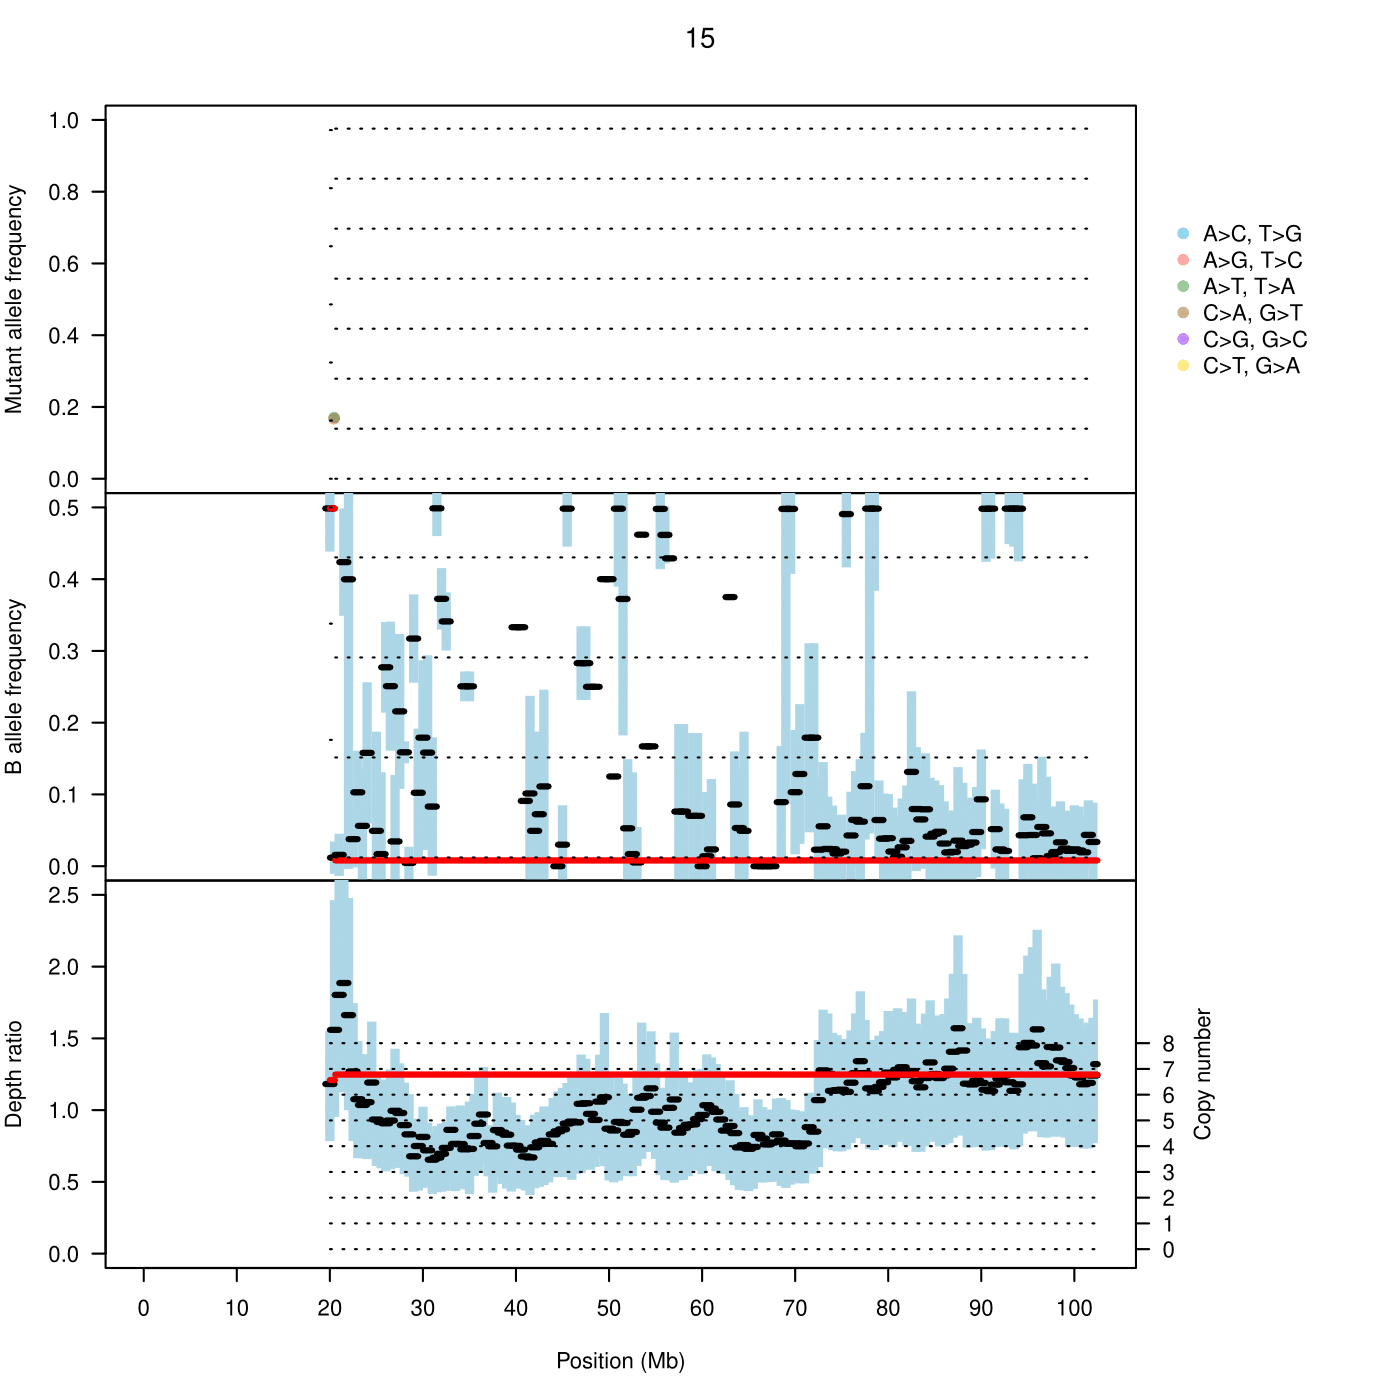 15
1.0
0.8
0.6
0.4
0.2
0.0
Mutant allele frequency
A>C, T>G
A>G, T>C
A>T, T>A
C>A, G>T
C>G, G>C
C>T, G>A
0.5
0.4
0.3
0.2
0.1
0.0
B allele frequency
2.5
2.0
1.5
1.0
0.5
0.0
Depth ratio
8
7
6
5
4
3
2
1
0
Copy number
0 10 20 30 40 50 60 70 80 90 100
Position (Mb)